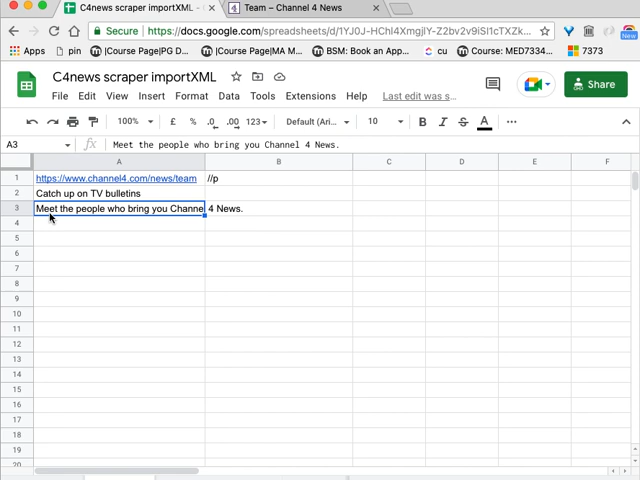 C4news scraper importXML -
Team – Channel 4 News
Secure
https://docs.google.com/spreadsheets/d/1YJ0J-HChI4XmgjIY-Z2bv2v9iSI1cTXZk...
New
Apps
pin
|Course Page|PG D...
|Course Page|MA M...
BSM: Book an App...
cu
Course: MED7334...
7373
C4news scraper importXML
File Edit View Insert Format Data Tools Extensions Help Last edit was s...
Share
100% £ % .0 .00 123 Default (Ari... 10 B I S A
A3 fx Meet the people who bring you Channel 4 News.
A B C D E F
1 https://www.channel4.com/news/team //p
2 Catch up on TV bulletins
3 Meet the people who bring you Channe 4 News.
4
5
6
7
8
9
10
11
12
13
14
15
16
17
18
19
20